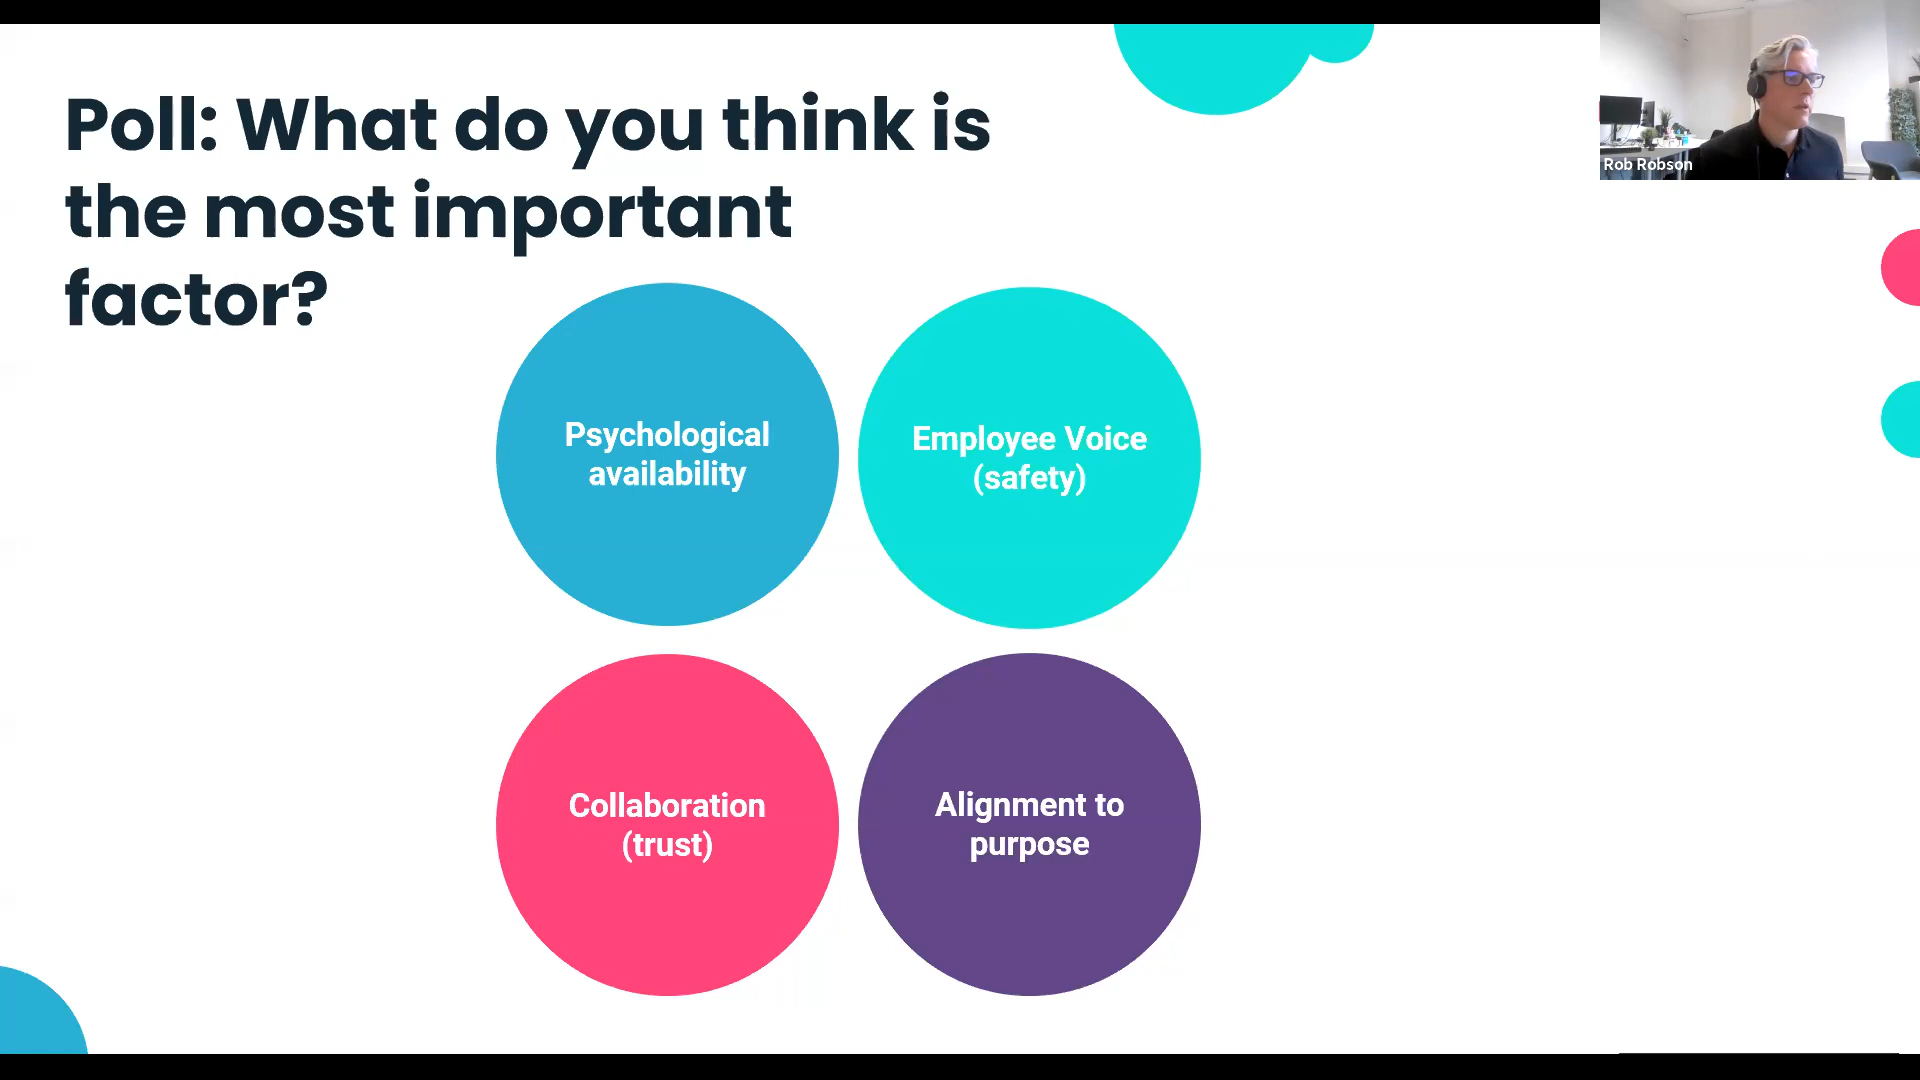 Poll: What do you think is
the most important
factor?
Psychological
availability
Employee Voice
(safety)
Collaboration
(trust)
Alignment to
purpose
Rob Robson